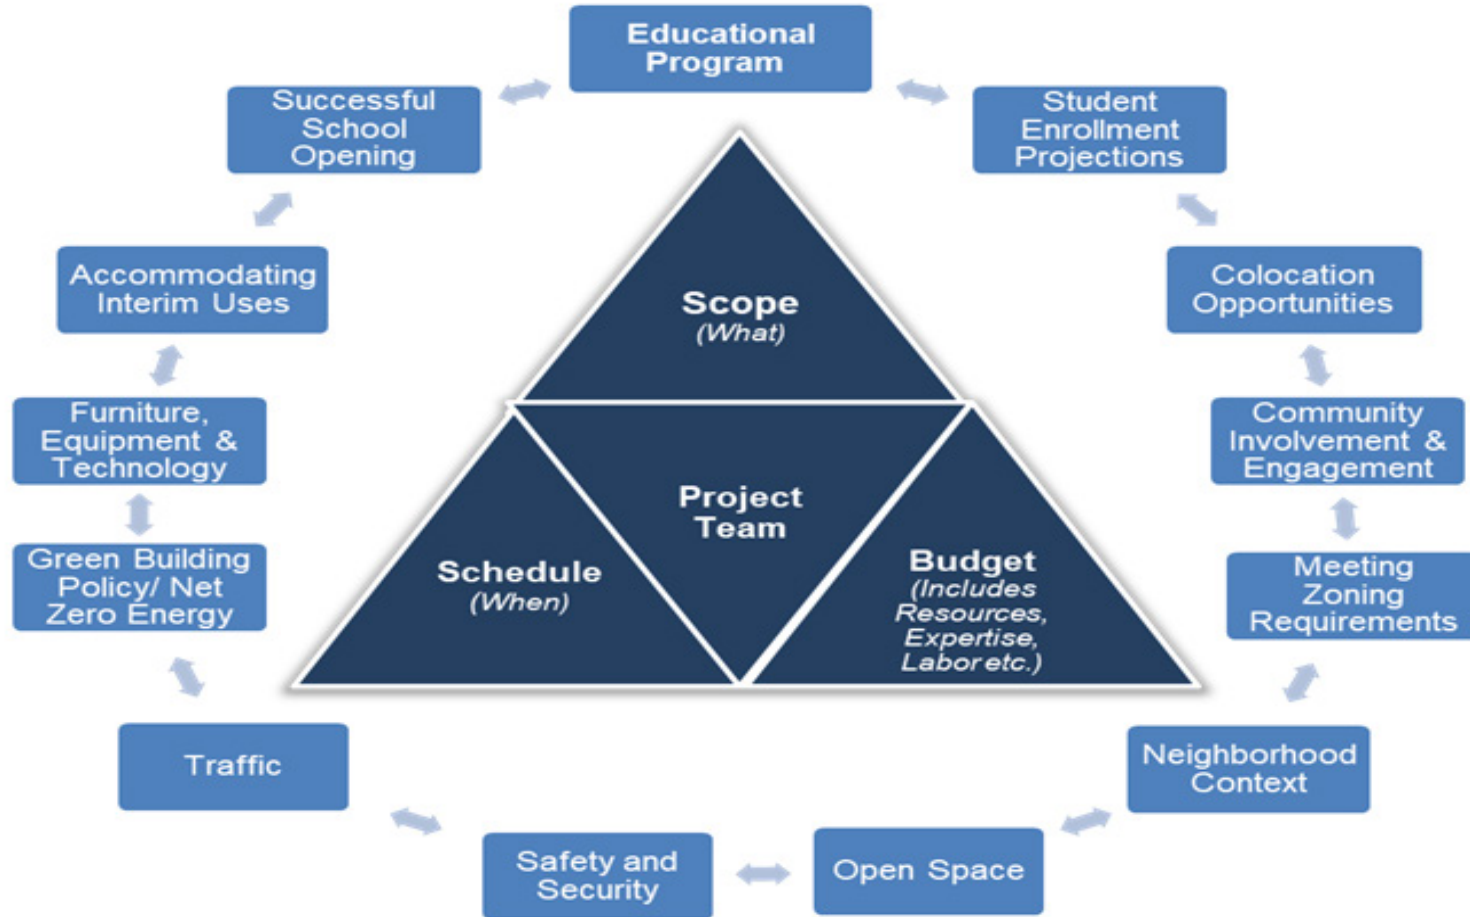 Educational
Program
Student
Enrollment
Projections
Colocation
Opportunities
Community
Involvement &
Engagement
Meeting
Zoning
Requirements
Neighborhood
Context
Open Space
Safety and
Security
Traffic
Green Building
Policy/ Net
Zero Energy
Furniture,
Equipment &
Technology
Accommodating
Interim Uses
Successful
School
Opening
Scope
(What)
Project
Team
Schedule
(When)
Budget
(Includes
Resources,
Expertise,
Labor etc.)